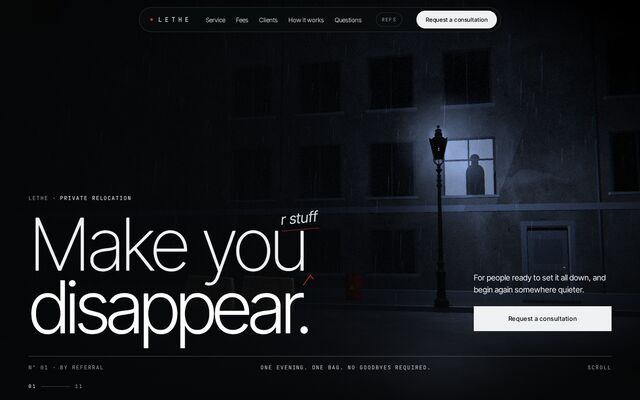 LETHE
Service
Fees
Clients
How it works
Questions
REFS
Request a consultation
LETHE · PRIVATE RELOCATION
r stuff
Make you
disappear.
For people ready to set it all down, and
begin again somewhere quieter.
Request a consultation
N° 01 · BY REFERRAL
ONE EVENING. ONE BAG. NO GOODBYES REQUIRED.
SCROLL
01
11